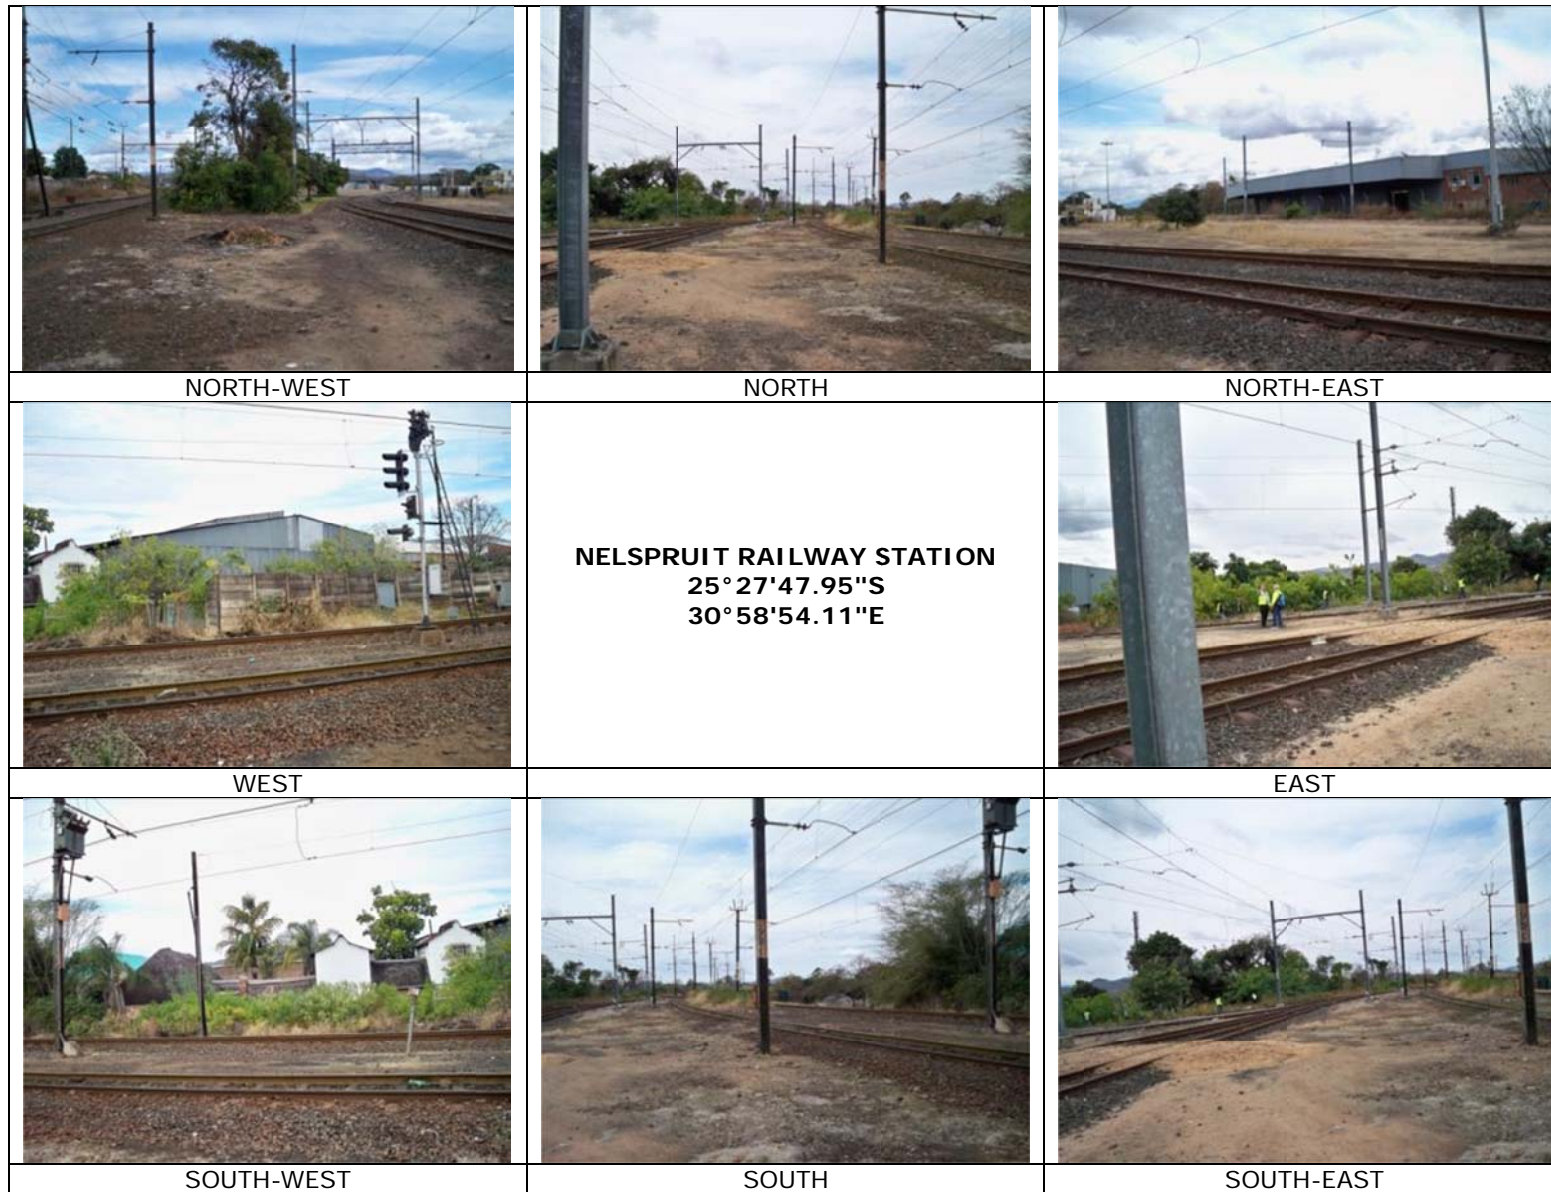 NORTH-WEST
NORTH
NORTH-EAST
NELSPRUIT RAILWAY STATION
25°27'47.95"S
30°58'54.11"E
WEST
EAST
SOUTH-WEST
SOUTH
SOUTH-EAST